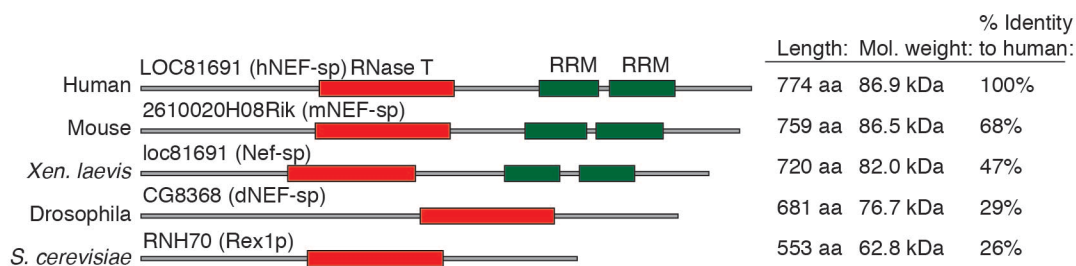 % Identity
Length: Mol. weight: to human:
LOC81691 (hNEF-sp) RNase T RRM RRM
Human 774 aa 86.9 kDa 100%
2610020H08Rik (mNEF-sp)
Mouse 759 aa 86.5 kDa 68%
loc81691 (Nef-sp)
Xen. laevis 720 aa 82.0 kDa 47%
CG8368 (dNEF-sp)
Drosophila 681 aa 76.7 kDa 29%
RNH70 (Rex1p)
S. cerevisiae 553 aa 62.8 kDa 26%